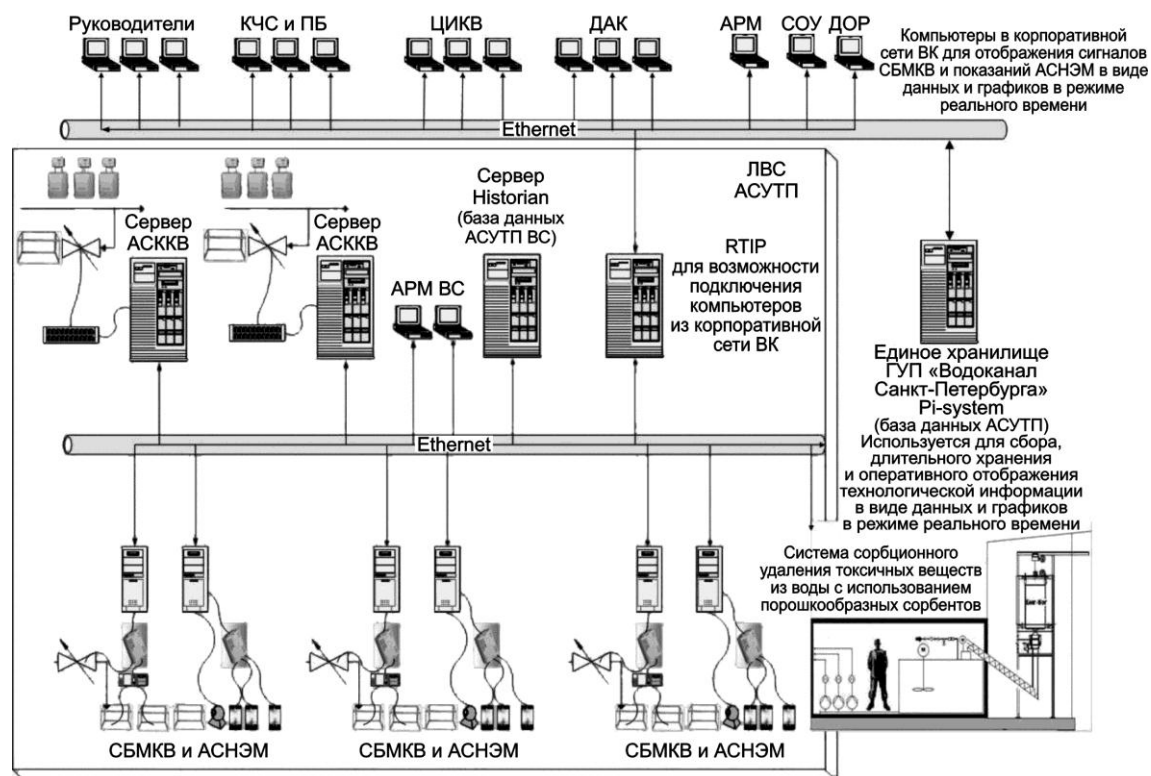 Руководители
КЧС и ПБ
ЦИКВ
ДАК
АРМ
СОУ
ДОР
Компьютеры в корпоративной
сети ВК для отображения сигналов
СБМКВ и показаний АСНЭМ в виде
данных и графиков в режиме
реального времени
Ethernet
ЛВС
АСУТП
Сервер
АСККВ
Сервер
АСККВ
Сервер
Historian
(база данных
АСУТП ВС)
АРМ ВС
RTIP
для возможности
подключения
компьютеров
из корпоративной
сети ВК
Единое хранилище
ГУП «Водоканал
Санкт-Петербурга»
Pi-system
(база данных АСУТП)
Используется для сбора,
длительного хранения
и оперативного отображения
технологической информации
в виде данных и графиков
в режиме реального времени
Ethernet
Система сорбционного
удаления токсичных веществ
из воды с использованием
порошкообразных сорбентов
СБМКВ и АСНЭМ
СБМКВ и АСНЭМ
СБМКВ и АСНЭМ